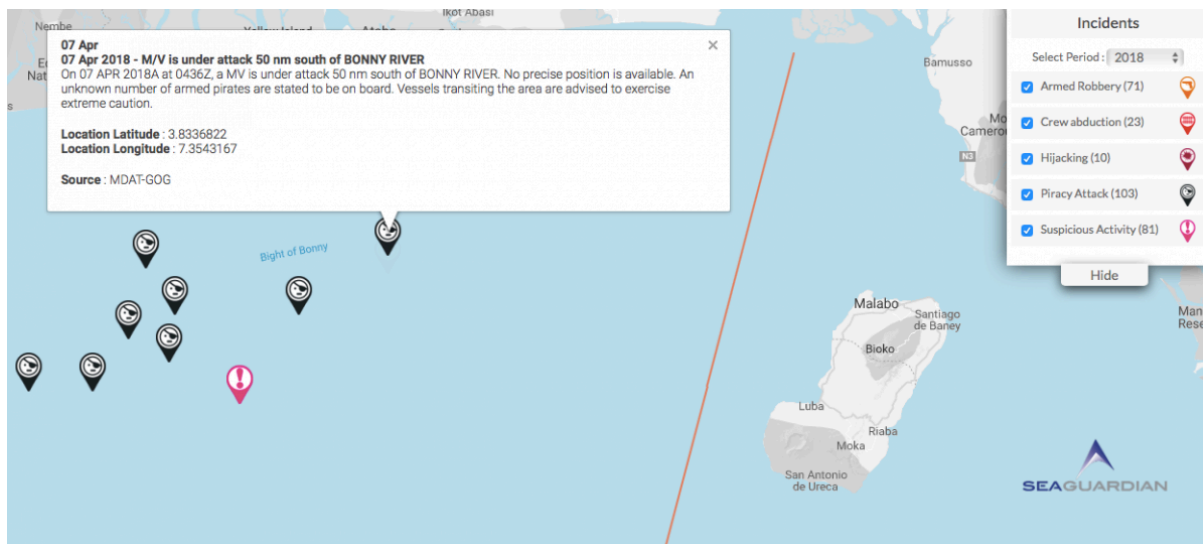 Ikot Abasi
Nembe
07 Apr
07 Apr 2018 - M/V is under attack 50 nm south of BONNY RIVER
On 07 APR 2018A at 0436Z, a MV is under attack 50 nm south of BONNY RIVER. No precise position is available. An
unknown number of armed pirates are stated to be on board. Vessels transiting the area are advised to exercise
extreme caution.
Location Latitude : 3.8336822
Location Longitude : 7.3543167
Source : MDAT-GOG
Incidents
Select Period : 2018
Armed Robbery (71)
Crew abduction (23)
Hijacking (10)
Piracy Attack (103)
Suspicious Activity (81)
Hide
Bamusso
Mo
Cameroo
N3
Bight of Bonny
Malabo
Santiago
de Baney
Bioko
Man
Rese
Luba
Riaba
Moka
San Antonio
de Ureca
SEAGUARDIAN